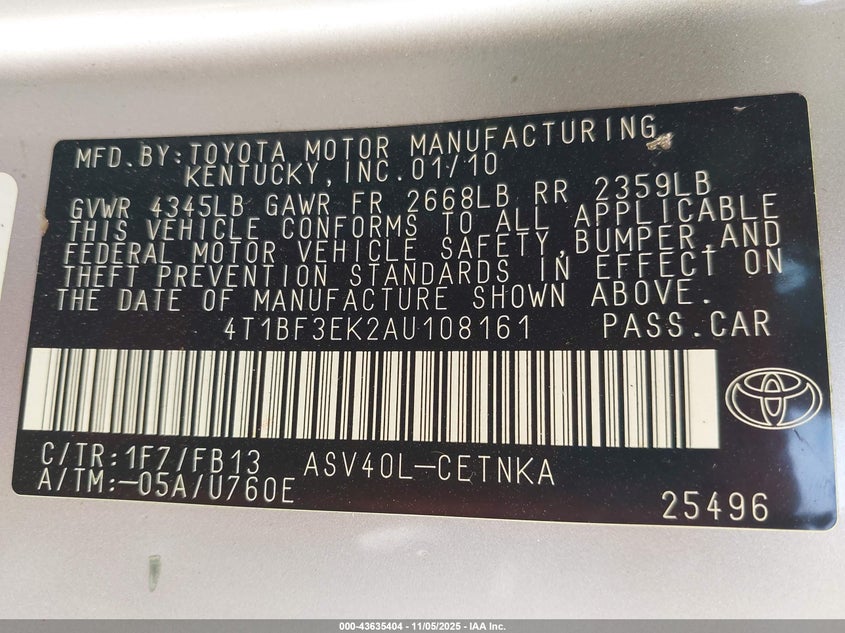 MFD. BY: TOYOTA MOTOR MANUFACTURING
KENTUCKY, INC. 01/10
GVWR 4345LB GAWR FR 2668LB RR 2359LB
THIS VEHICLE CONFORMS TO ALL APPLICABLE
FEDERAL MOTOR VEHICLE SAFETY, BUMPER, AND
THEFT PREVENTION STANDARDS IN EFFECT ON
THE DATE OF MANUFACTURE SHOWN ABOVE.
4T1BF3EK2AU108161 PASS.CAR
C/TR: 1F7/FB13 ASV40L-CETNKA
A/TM: -05A/U760E
25496
000-43635404 - 11/05/2025 - IAA Inc.